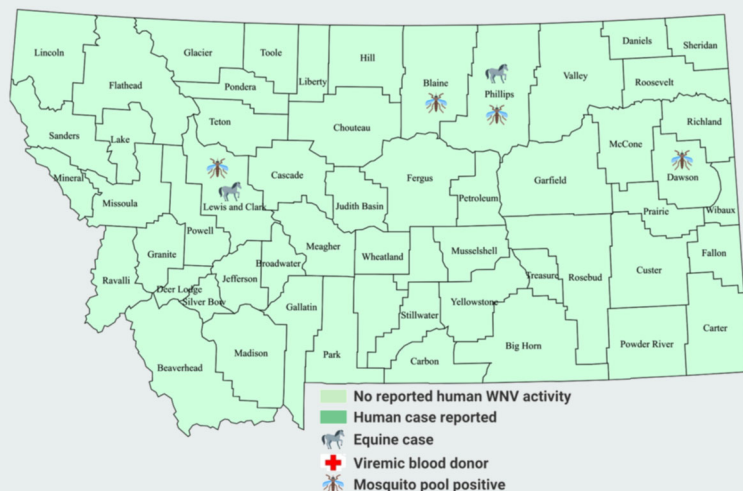 Lincoln
Flathead
Glacier
Toole
Liberty
Hill
Blaine
Phillips
Valley
Daniels
Sheridan
Roosevelt
Pondera
Teton
Chouteau
Richland
McCone
Dawson
Sanders
Lake
Mineral
Missoula
Lewis and Clark
Cascade
Judith Basin
Fergus
Petroleum
Garfield
Prairie
Wibaux
Powell
Granite
Ravalli
Deer Lodge
Silver Bow
Jefferson
Broadwater
Meagher
Wheatland
Musselshell
Treasure
Rosebud
Custer
Fallon
Gallatin
Stillwater
Yellowstone
Beaverhead
Madison
Park
Carbon
Big Horn
Powder River
Carter
No reported human WNV activity
Human case reported
Equine case
Viremic blood donor
Mosquito pool positive